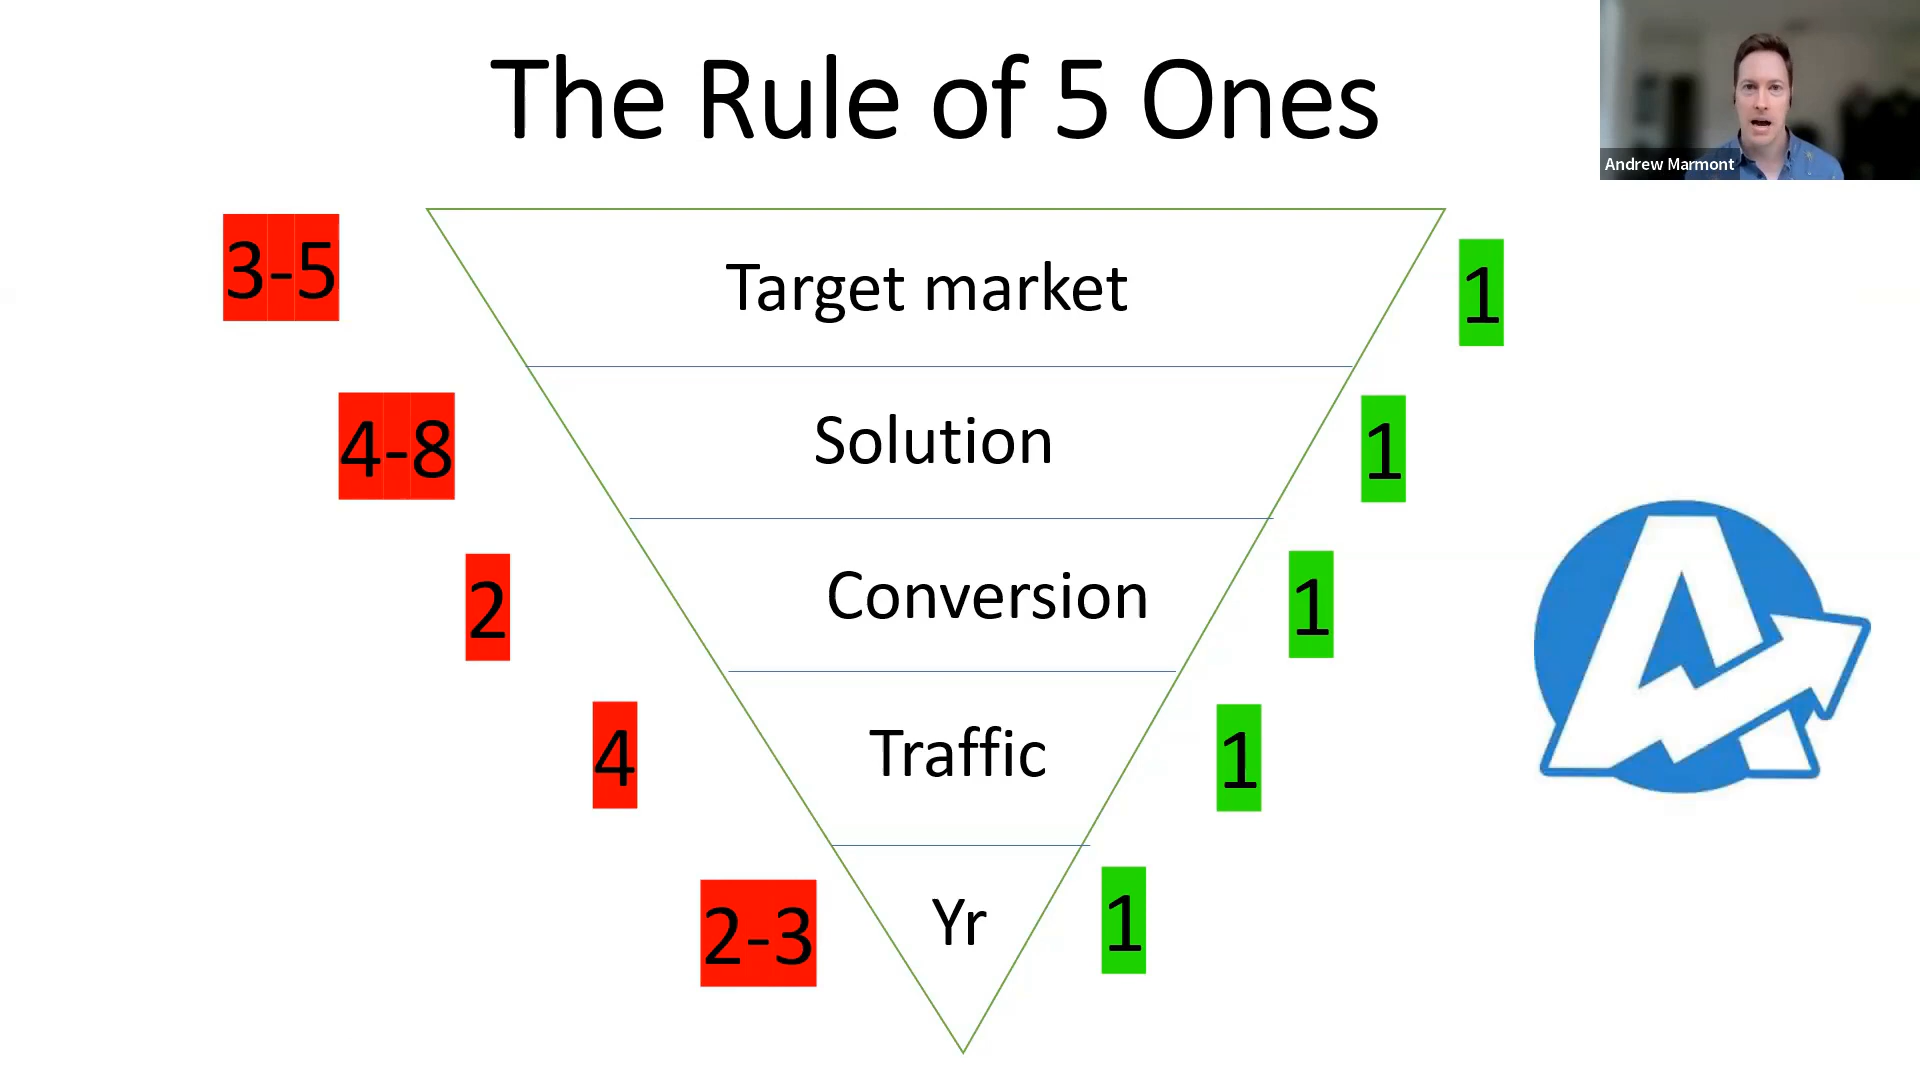 The Rule of 5 Ones
Andrew Marmont
3-5
Target market
1
4-8
Solution
1
2
Conversion
1
4
Traffic
1
2-3
Yr
1